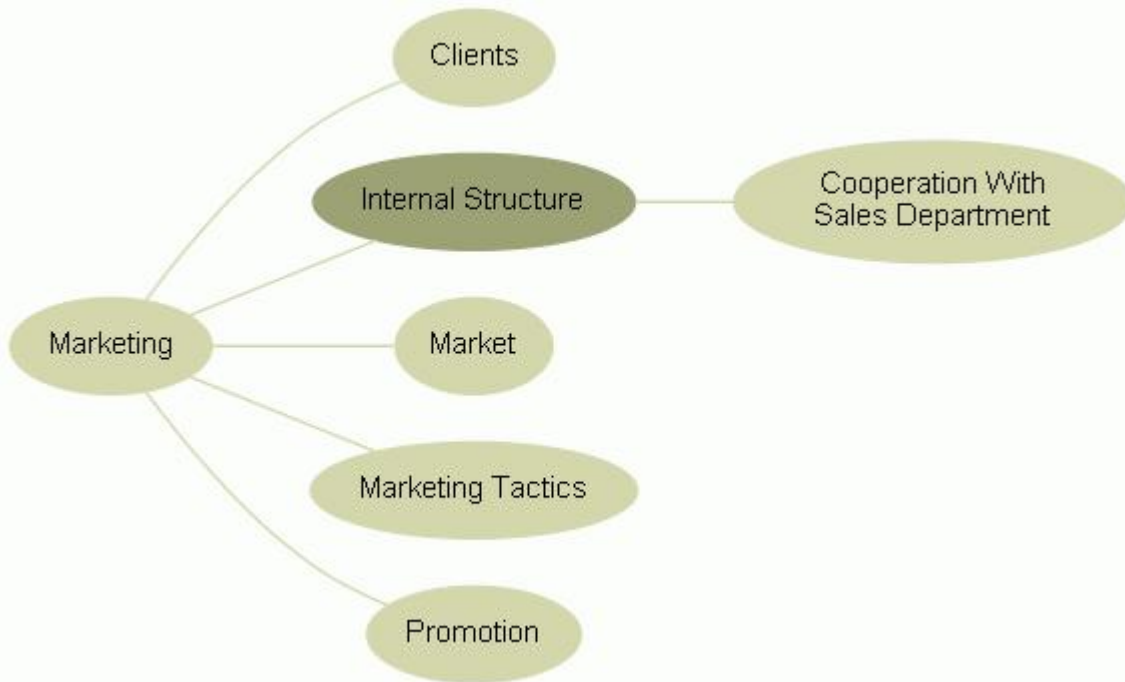 Clients
Internal Structure
Cooperation With
Sales Department
Marketing
Market
Marketing Tactics
Promotion